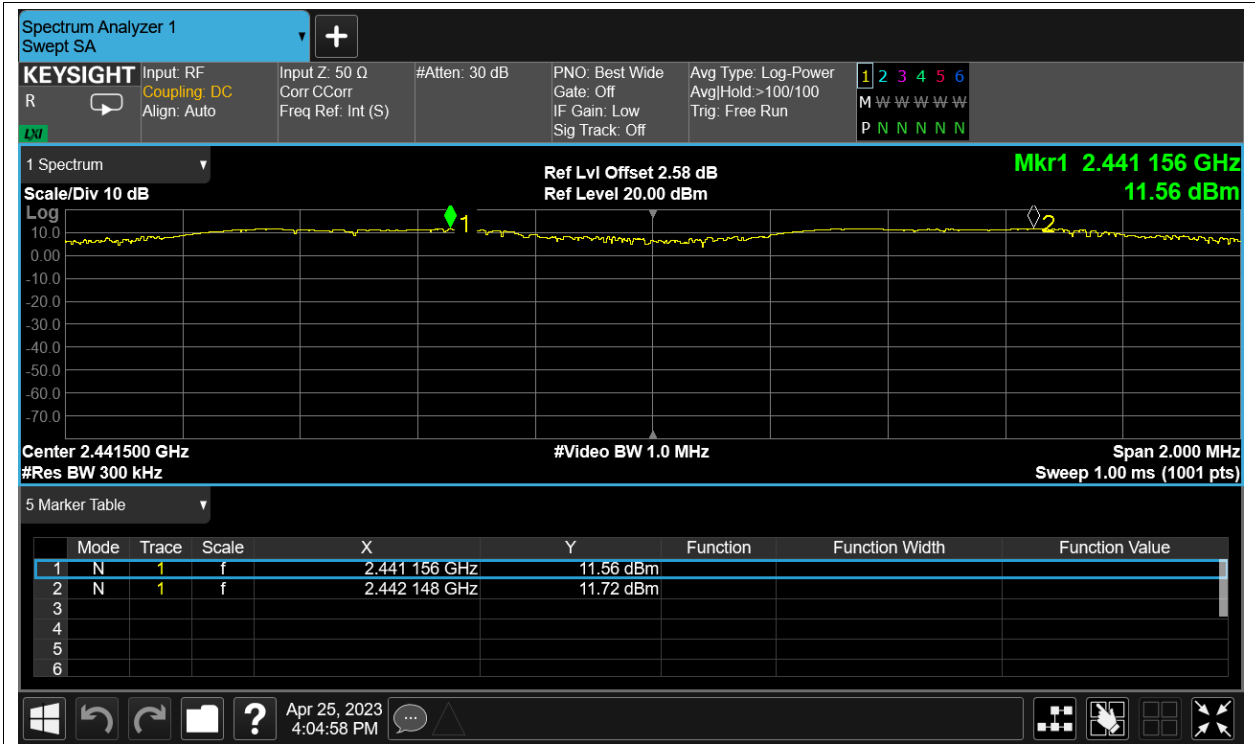 Spectrum Analyzer 1
Swept SA
KEYSIGHT
R
LXI
Input: RF
Coupling: DC
Align: Auto
Input Z: 50 Ω
Corr CCorr
Freq Ref: Int (S)
#Atten: 30 dB
PNO: Best Wide
Gate: Off
IF Gain: Low
Sig Track: Off
Avg Type: Log-Power
Avg|Hold:>100/100
Trig: Free Run
1 2 3 4 5 6
M W W W W W
P N N N N N
1 Spectrum
Scale/Div 10 dB
Ref Lvl Offset 2.58 dB
Ref Level 20.00 dBm
Mkr1 2.441 156 GHz
11.56 dBm
Log
10.0
0.00
-10.0
-20.0
-30.0
-40.0
-50.0
-60.0
-70.0
1
2
Center 2.441500 GHz
#Res BW 300 kHz
#Video BW 1.0 MHz
Span 2.000 MHz
Sweep 1.00 ms (1001 pts)
5 Marker Table
Mode Trace Scale X Y Function Function Width Function Value
1 N 1 f 2.441 156 GHz 11.56 dBm
2 N 1 f 2.442 148 GHz 11.72 dBm
3
4
5
6
?
Apr 25, 2023
4:04:58 PM